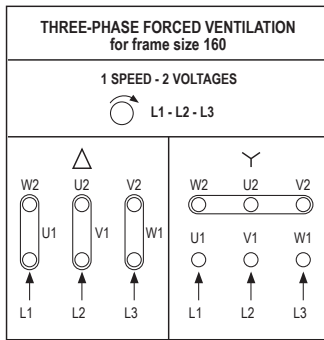 THREE-PHASE FORCED VENTILATION
for frame size 160
1 SPEED - 2 VOLTAGES
L1 - L2 - L3
W2 U2 V2
U1 V1 W1
L1 L2 L3
W2 U2 V2
U1 V1 W1
L1 L2 L3